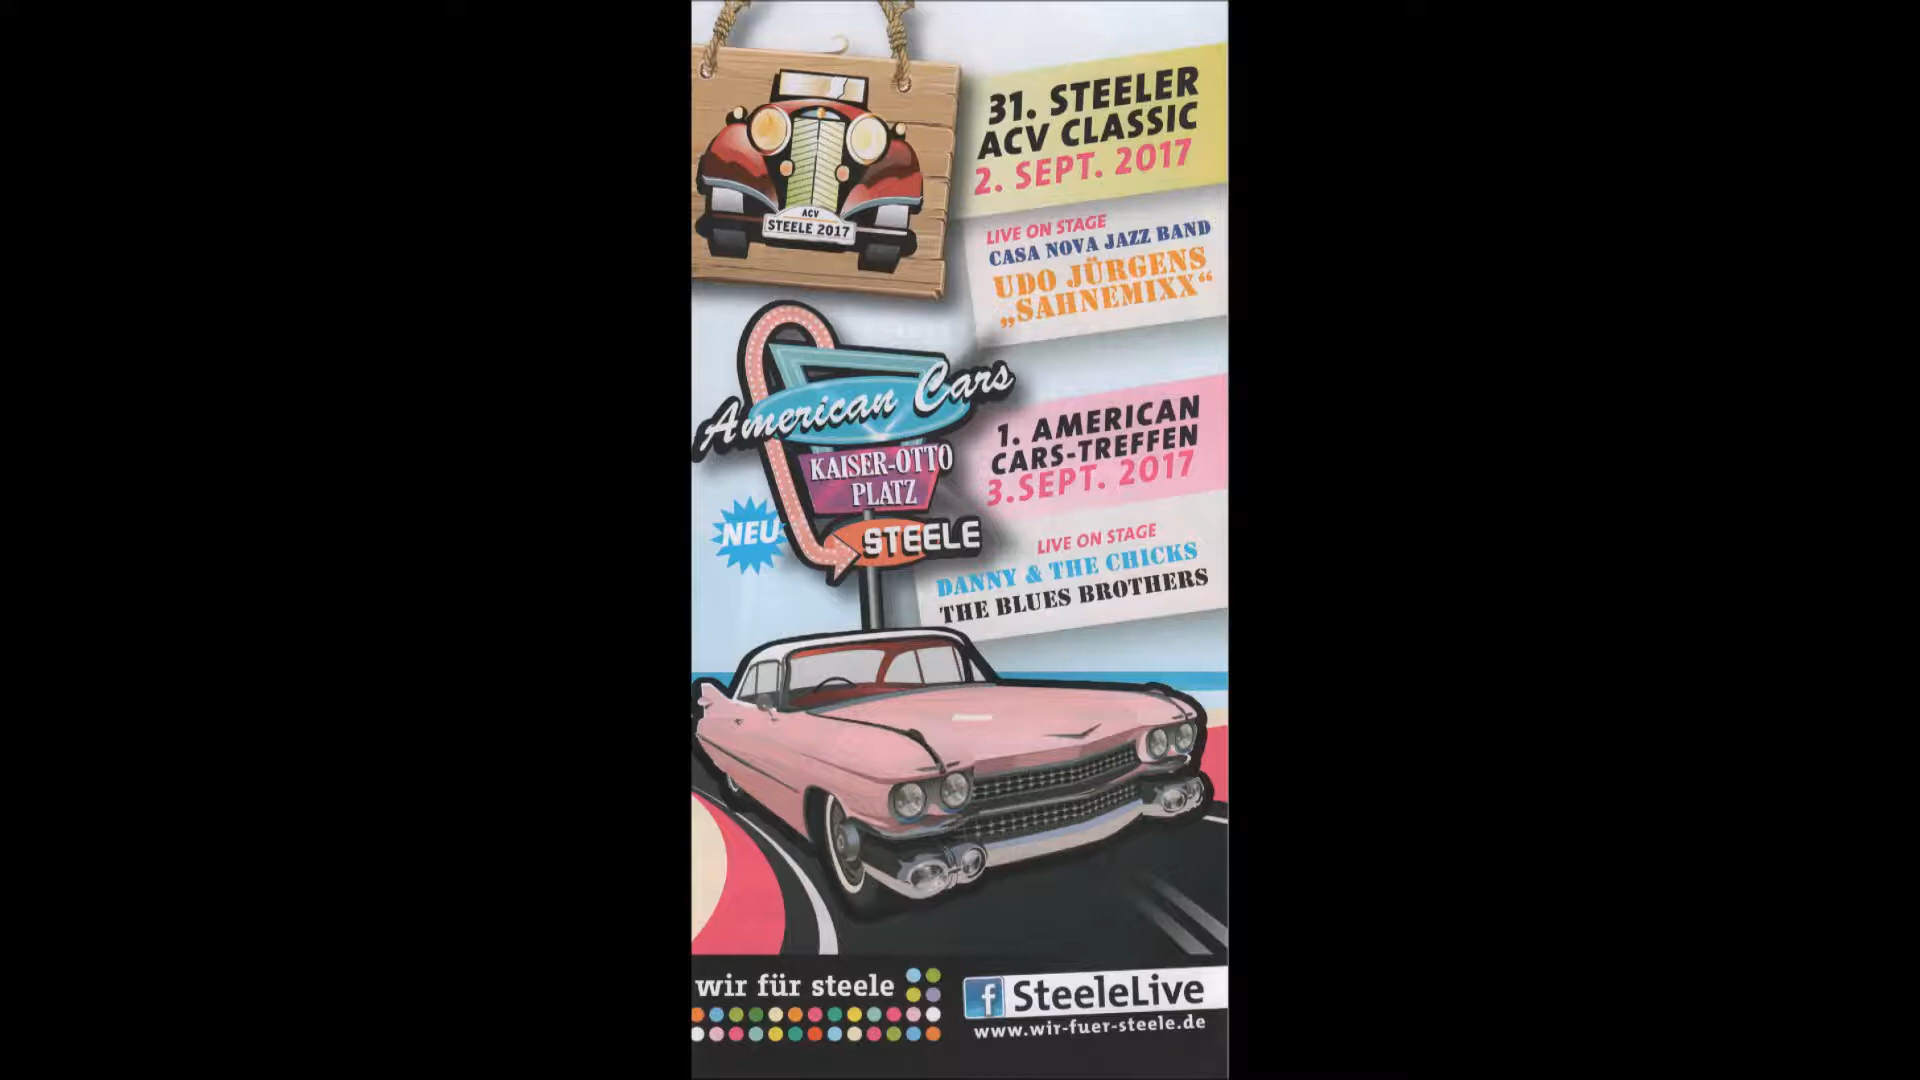 31. STEELER
ACV CLASSIC
2. SEPT. 2017
ACV
STEELE 2017
LIVE ON STAGE
CASA NOVA JAZZ BAND
UDO JÜRGENS
„SAHNEMIXX“
American Cars
KAISER-OTTO
PLATZ
STEELE
NEU
1. AMERICAN
CARS-TREFFEN
3.SEPT. 2017
LIVE ON STAGE
DANNY & THE CHICKS
THE BLUES BROTHERS
wir für steele
f SteeleLive
www.wir-fuer-steele.de